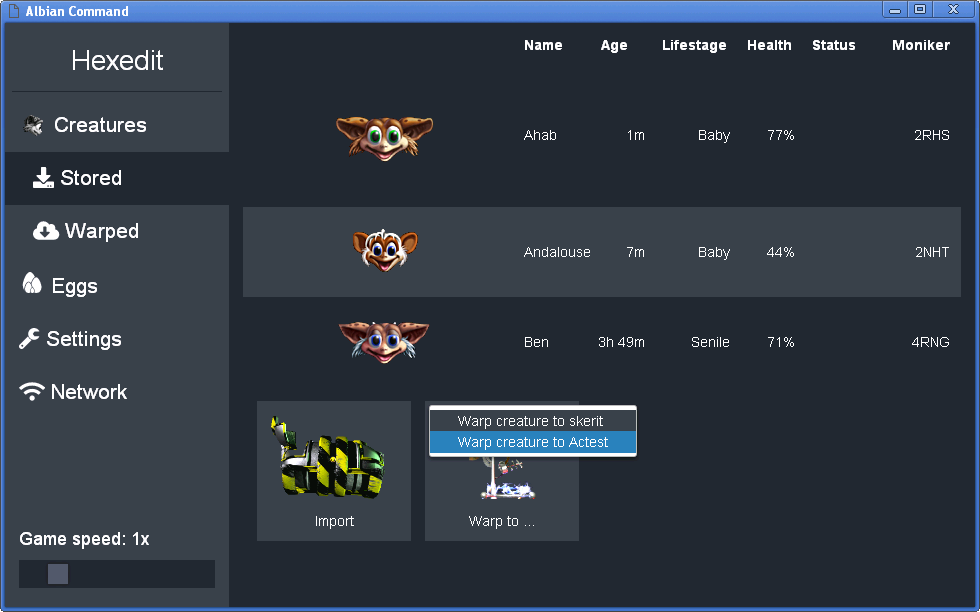 Albian Command
Hexedit
Creatures
Stored
Warped
Eggs
Settings
Network
Game speed: 1x
Name Age Lifestage Health Status Moniker
Ahab 1m Baby 77% 2RHS
Andalouse 7m Baby 44% 2NHT
Ben 3h 49m Senile 71% 4RNG
Warp creature to skerit
Warp creature to Actest
Import
Warp to ...